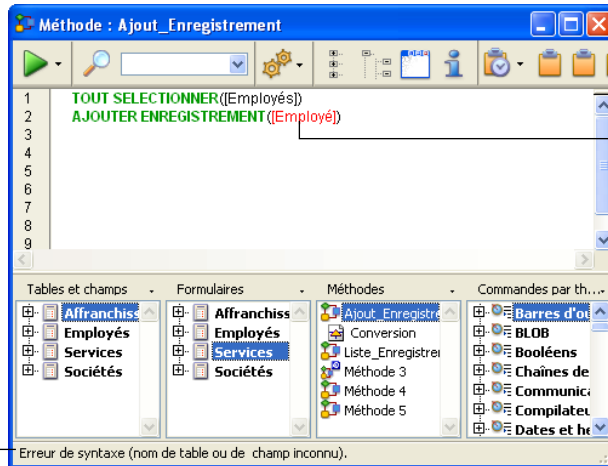 Méthode : Ajout_Enregistrement
1 TOUT SELECTIONNER([Employés])
2 AJOUTER ENREGISTREMENT([Employé])
3
4
5
6
7
8
9
Tables et champs
Affranchiss
Employés
Services
Sociétés
Formulaires
Affranchiss
Employés
Services
Sociétés
Méthodes
Ajout_Enregistre
Conversion
Liste_Enregistrer
Méthode 3
Méthode 4
Méthode 5
Commandes par th...
Barres d'ou
BLOB
Booléens
Chaînes de
Communica
Compilateu
Dates et he
Erreur de syntaxe (nom de table ou de champ inconnu).